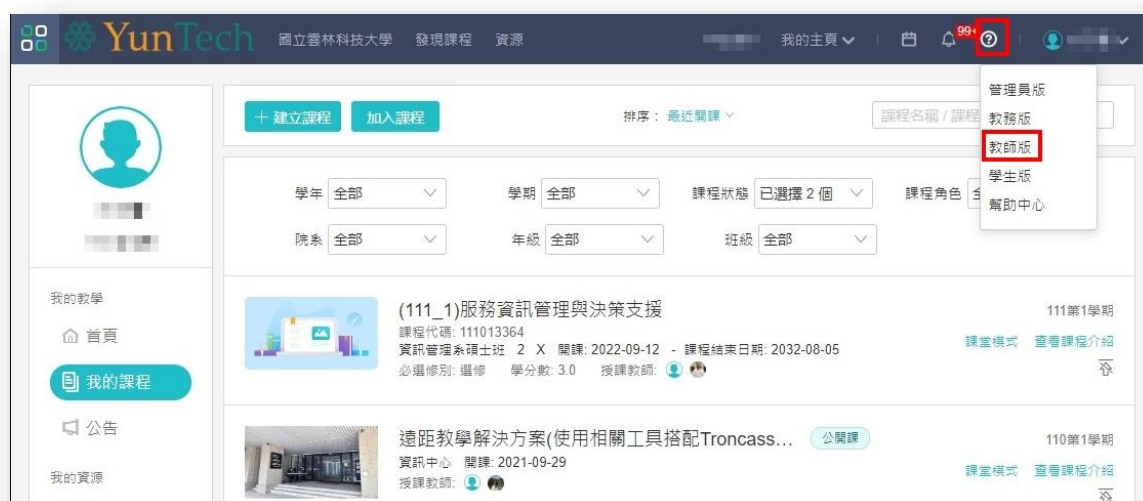 YunTech 國立雲林科技大學 發現課程 資源 我的主頁 99+
管理員版
教務版
教師版
學生版
幫助中心
+ 建立課程 加入課程 排序： 最近開課 課程名稱 / 課程
學年 全部 學期 全部 課程狀態 已選擇 2 個 課程角色
院系 全部 年級 全部 班級 全部
我的教學
首頁
我的課程
公告
我的資源
(111_1)服務資訊管理與決策支援 111第1學期
課程代碼: 111013364
資訊管理系碩士班 2 X 開課: 2022-09-12 - 課程結束日期: 2032-08-05 課堂模式 查看課程介紹
必選修別: 選修 學分數: 3.0 授課教師:
遠距教學解決方案(使用相關工具搭配Troncass... 公開課 110第1學期
資訊中心 開課: 2021-09-29 課堂模式 查看課程介紹
授課教師: